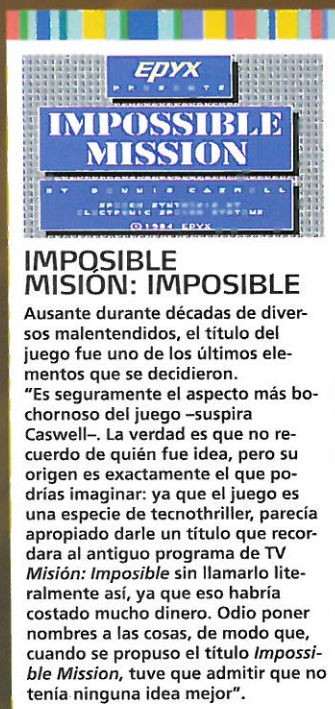 EPYX
PRESENTS
IMPOSSIBLE
MISSION
BY DENNIS CASWELL
SPEECH SYNTHESIS BY
ELECTRONIC SPEECH SYSTEMS
©1984 EPYX
IMPOSIBLE
MISIÓN: IMPOSIBLE
Ausante durante décadas de diver-
sos malentendidos, el título del
juego fue uno de los últimos ele-
mentos que se decidieron.
"Es seguramente el aspecto más bo-
chornoso del juego –suspira
Caswell–. La verdad es que no re-
cuerdo de quién fue idea, pero su
origen es exactamente el que po-
drías imaginar: ya que el juego es
una especie de tecnothriller, parecía
apropiado darle un título que recor-
dara al antiguo programa de TV
Misión: Imposible sin llamarlo lite-
ralmente así, ya que eso habría
costado mucho dinero. Odio poner
nombres a las cosas, de modo que,
cuando se propuso el título Impossi-
ble Mission, tuve que admitir que no
tenía ninguna idea mejor".